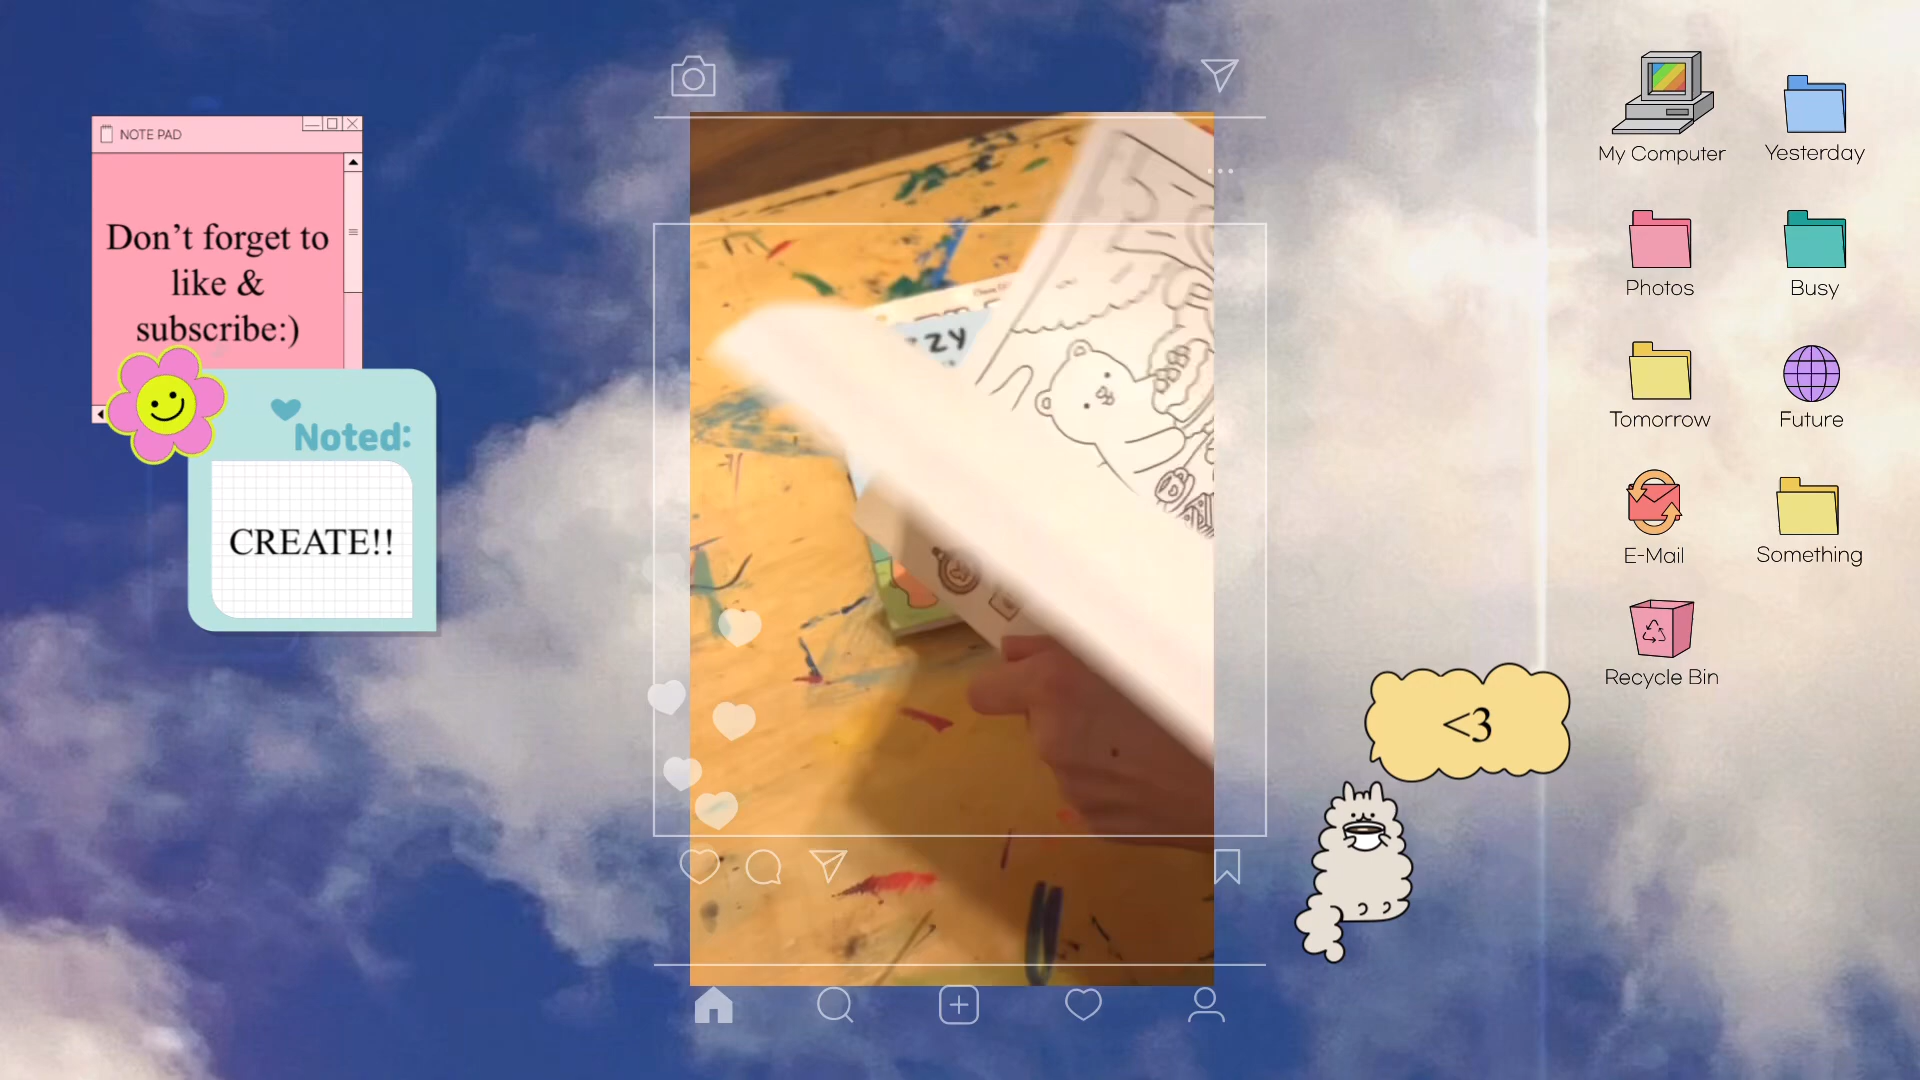 NOTE PAD
Don't forget to
like &
subscribe:)
Noted:
CREATE!!
ZY
My Computer
Yesterday
Photos
Busy
Tomorrow
Future
E-Mail
Something
Recycle Bin
<3